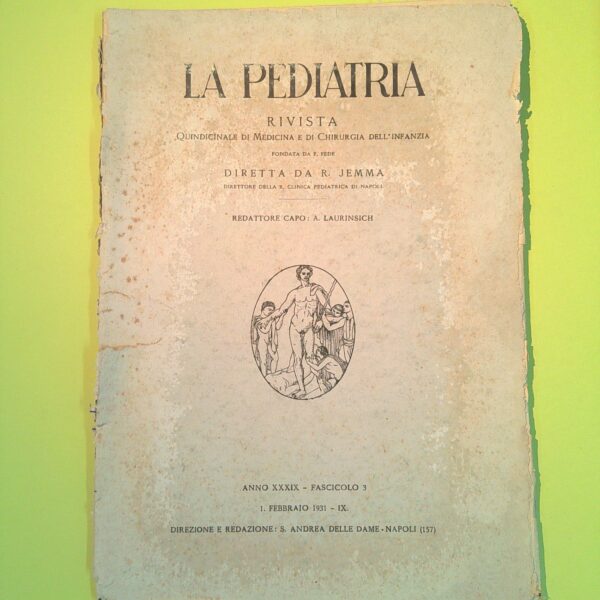 LA PEDIATRIA
RIVISTA
QUINDICINALE DI MEDICINA E DI CHIRURGIA DELL'INFANZIA
FONDATA DA F. FEDE
DIRETTA DA R. JEMMA
DIRETTORE DELLA R. CLINICA PEDIATRICA DI NAPOLI
REDATTORE CAPO: A. LAURINSICH
ANNO XXXIX - FASCICOLO 3
1. FEBBRAIO 1931 - IX.
DIREZIONE E REDAZIONE: S. ANDREA DELLE DAME - NAPOLI (157)